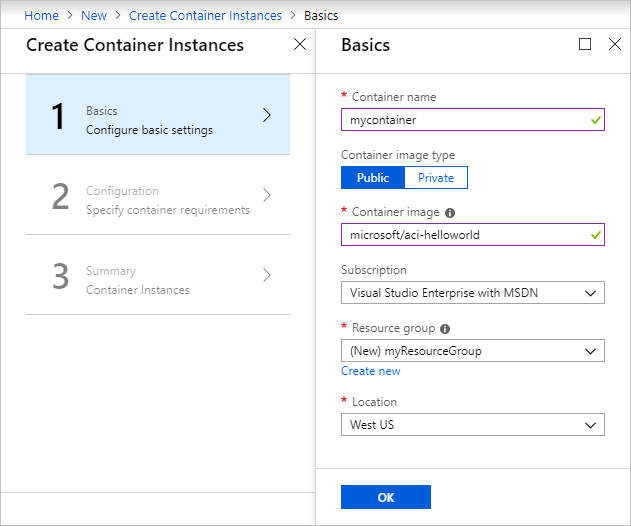 Home > New > Create Container Instances > Basics
Create Container Instances
1
Basics
Configure basic settings
2
Configuration
Specify container requirements
3
Summary
Container Instances
Basics
* Container name
mycontainer
Container image type
Public Private
* Container image
microsoft/aci-helloworld
Subscription
Visual Studio Enterprise with MSDN
* Resource group
(New) myResourceGroup
Create new
* Location
West US
OK